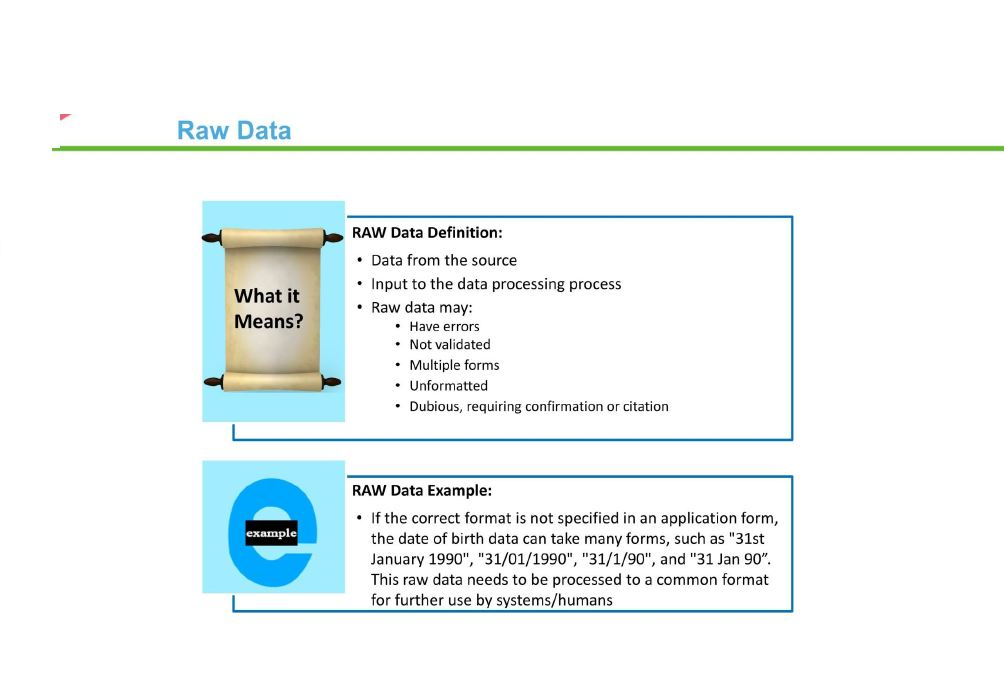 Raw Data
What it
Means?
RAW Data Definition:
• Data from the source
• Input to the data processing process
• Raw data may:
• Have errors
• Not validated
• Multiple forms
• Unformatted
• Dubious, requiring confirmation or citation
example
RAW Data Example:
• If the correct format is not specified in an application form,
the date of birth data can take many forms, such as "31st
January 1990", "31/01/1990", "31/1/90", and "31 Jan 90”.
This raw data needs to be processed to a common format
for further use by systems/humans